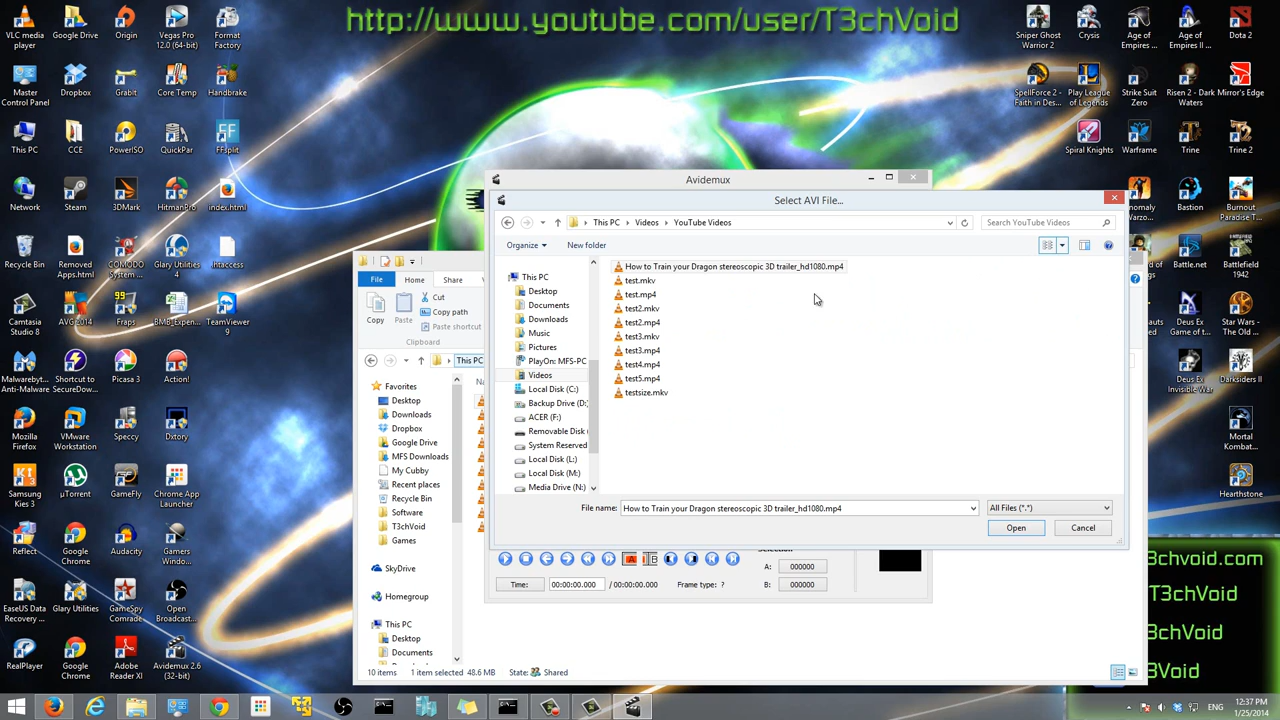 http://www.youtube.com/user/T3chVoid
VLC media player
Google Drive
Origin
Vegas Pro 12.0 (64-bit)
Format Factory
Sniper Ghost Warrior 2
Crysis
Age of Empires ...
Age of Empires II ...
Dota 2
Master Control Panel
Dropbox
Grabit
Core Temp
Handbrake
SpellForce 2 - Faith in Des...
Play League of Legends
Strike Suit Zero
Risen 2 - Dark Waters
Mirror's Edge
This PC
CCE
PowerISO
QuickPar
FFsplit
Spiral Knights
Warframe
Trine
Trine 2
Network
Steam
3DMark
HitmanPro
index.html
Bastion
Burnout Paradise T...
Recycle Bin
Removed Apps.html
COMODO
Glary Utilities 4
.htaccess
Battle.net
Battlefield 1942
Camtasia Studio 8
AVG 2014
Fraps
BMB_Expen...
TeamViewer 9
Deus Ex
Star Wars - The Old...
Malwarebyt... Anti-Malware
Shortcut to SecureDow...
Picasa 3
Action!
Deus Ex Invisible War
Darksiders II
Mozilla Firefox
VMware Workstation
Speccy
Dxtory
Mortal Kombat...
Samsung Kies 3
µTorrent
GameFly
Chrome App Launcher
Hearthstone
Reflect
Google Chrome
Audacity
Gamers Window...
EaseUS Data Recovery ...
Glary Utilities
GameSpy Comrade
Open Broadcast...
RealPlayer
Google Chrome
Adobe Reader XI
Avidemux 2.6 (32-bit)
Avidemux
Select AVI File...
This PC
Videos
YouTube Videos
Search YouTube Videos
Organize
New folder
This PC
Desktop
Documents
Downloads
Music
Pictures
PlayOn: MFS-PC
Videos
Local Disk (C:)
Backup Drive (D:)
ACER (F:)
Removable Disk
System Reserved
Local Disk (L:)
Local Disk (M:)
Media Drive (N:)
How to Train your Dragon stereoscopic 3D trailer_hd1080.mp4
test.mkv
test.mp4
test2.mkv
test2.mp4
test3.mkv
test3.mp4
test4.mp4
test5.mp4
testsize.mkv
File name:
How to Train your Dragon stereoscopic 3D trailer_hd1080.mp4
All Files (*.*)
Open
Cancel
Selection
A: 000000
B: 000000
Time: 00:00:00.000 / 00:00:00.000 Frame type: ?
File
Home
Share
Copy
Paste
Cut
Copy path
Paste shortcut
Clipboard
This PC
Favorites
Desktop
Downloads
Dropbox
Google Drive
MFS Downloads
My Cubby
Recent places
Recycle Bin
Software
T3chVoid
Games
SkyDrive
Homegroup
This PC
Desktop
Documents
10 items
1 item selected 48.6 MB
State: Shared
3chVoid.com
T3chVoid
3chVoid
3Void
ENG
12:37 PM
1/25/2014